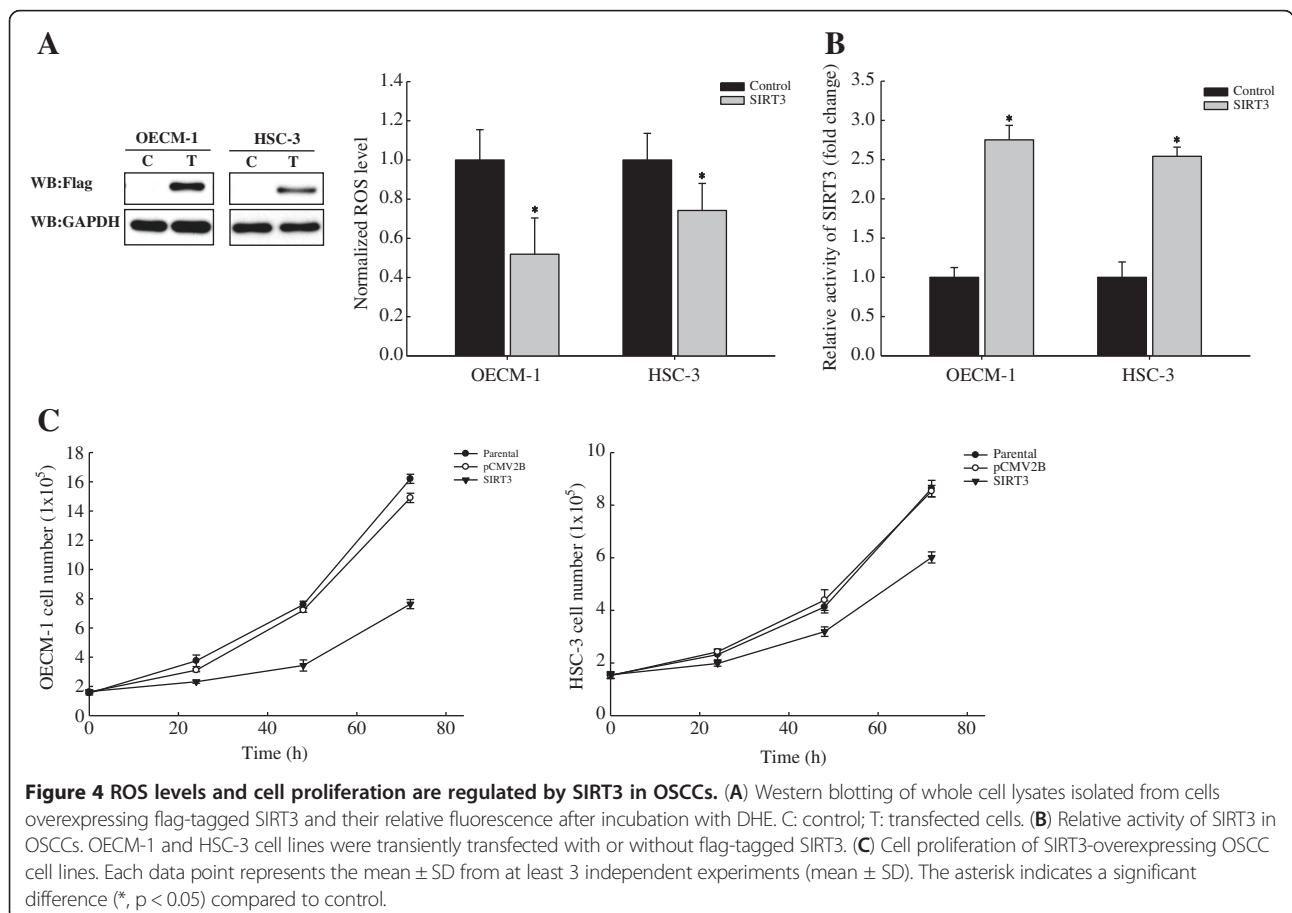 A
OECM-1
HSC-3
C T
C T
WB:Flag
WB:GAPDH
Normalized ROS level
1.4
1.2
1.0
0.8
0.6
0.4
0.2
0.0
Control
SIRT3
*
*
OECM-1
HSC-3
B
Relative activity of SIRT3 (fold change)
3.5
3.0
2.5
2.0
1.5
1.0
0.5
0.0
Control
SIRT3
*
*
OECM-1
HSC-3
C
OECM-1 cell number (1x10⁵)
18
16
14
12
10
8
6
4
2
0
Parental
pCMV2B
SIRT3
0 20 40 60 80
Time (h)
HSC-3 cell number (1x10⁵)
10
8
6
4
2
0
Parental
pCMV2B
SIRT3
0 20 40 60 80
Time (h)
Figure 4 ROS levels and cell proliferation are regulated by SIRT3 in OSCCs. (A) Western blotting of whole cell lysates isolated from cells
overexpressing flag-tagged SIRT3 and their relative fluorescence after incubation with DHE. C: control; T: transfected cells. (B) Relative activity of SIRT3 in
OSCCs. OECM-1 and HSC-3 cell lines were transiently transfected with or without flag-tagged SIRT3. (C) Cell proliferation of SIRT3-overexpressing OSCC
cell lines. Each data point represents the mean ± SD from at least 3 independent experiments (mean ± SD). The asterisk indicates a significant
difference (*, p < 0.05) compared to control.